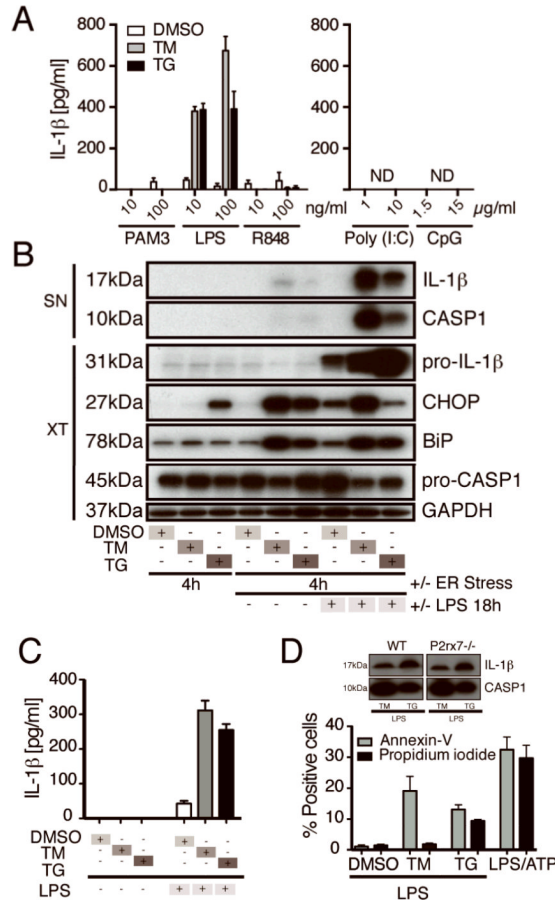 A
DMSO
TM
TG
IL-1β [pg/ml]
800
600
400
200
0
800
600
400
200
0
ND ND
10 100 10 100 10 100 ng/ml
1 10 1.5 15 µg/ml
PAM3 LPS R848 Poly (I:C) CpG
B
SN
17kDa IL-1β
10kDa CASP1
XT
31kDa pro-IL-1β
27kDa CHOP
78kDa BiP
45kDa pro-CASP1
37kDa GAPDH
DMSO + - - + - - + - -
TM - + - - + - - + -
TG - - + - - + - - +
4h 4h +/- ER Stress
- - - + + + +/- LPS 18h
C
IL-1β [pg/ml]
400
300
200
100
0
DMSO + - - + - -
TM - + - - + -
TG - - + - - +
LPS - - - + + +
D
WT P2rx7-/-
17kDa IL-1β
10kDa CASP1
TM TG TM TG
LPS LPS
Annexin-V
Propidium iodide
% Positive cells
40
30
20
10
0
DMSO TM TG LPS/ATP
LPS